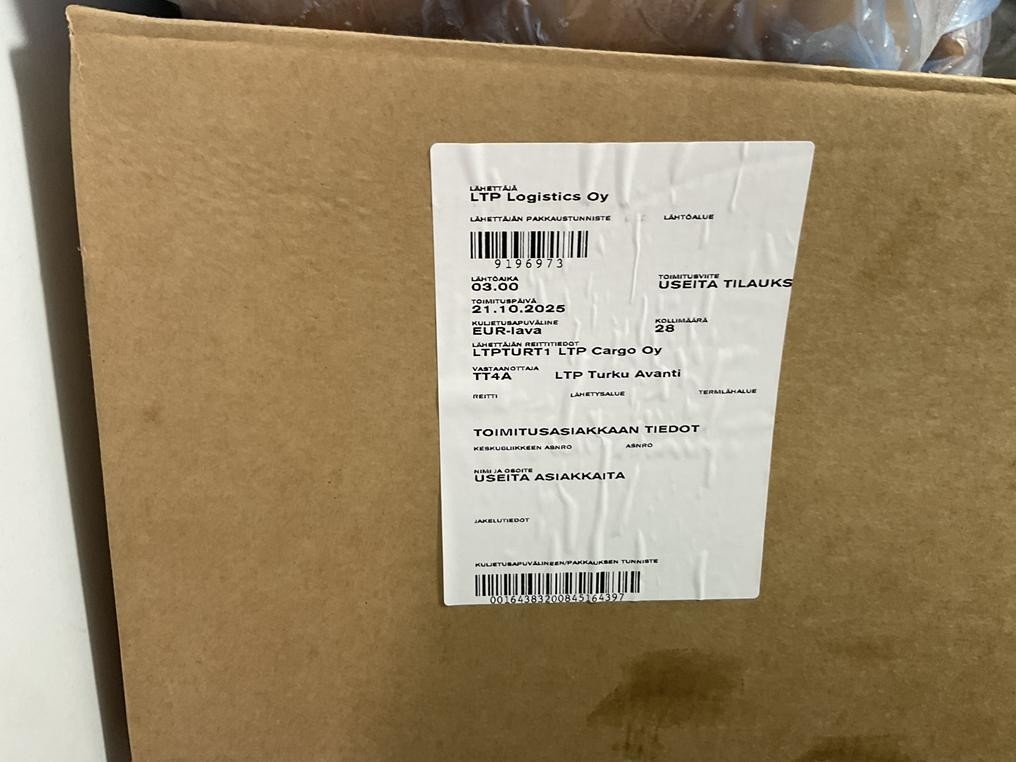 LÄHETTÄJÄ
LTP Logistics Oy
LÄHETTÄJÄN PAKKAUSTUNNISTE LÄHTÖALUE
9196973
LÄHTÖAIKA TOIMITUSVIITE
03.00 USEITA TILAUKS
TOIMITUSPÄIVÄ
21.10.2025
KULJETUSAPUVÄLINE KOLLIMÄÄRÄ
EUR-lava 28
LÄHETTÄJÄN REITTITIEDOT
LTPTURT1 LTP Cargo Oy
VASTAANOTTAJA
TT4A LTP Turku Avanti
REITTI LÄHETYSALUE TERMLÄHALUE
TOIMITUSASIAKKAAN TIEDOT
KESKUSLIIKKEEN ASNRO ASNRO
NIMI JA OSOITE
USEITA ASIAKKAITA
JAKELUTIEDOT
KULJETUSAPUVÄLINEEN/PAKKAUKSEN TUNNISTE
00164383200845164397